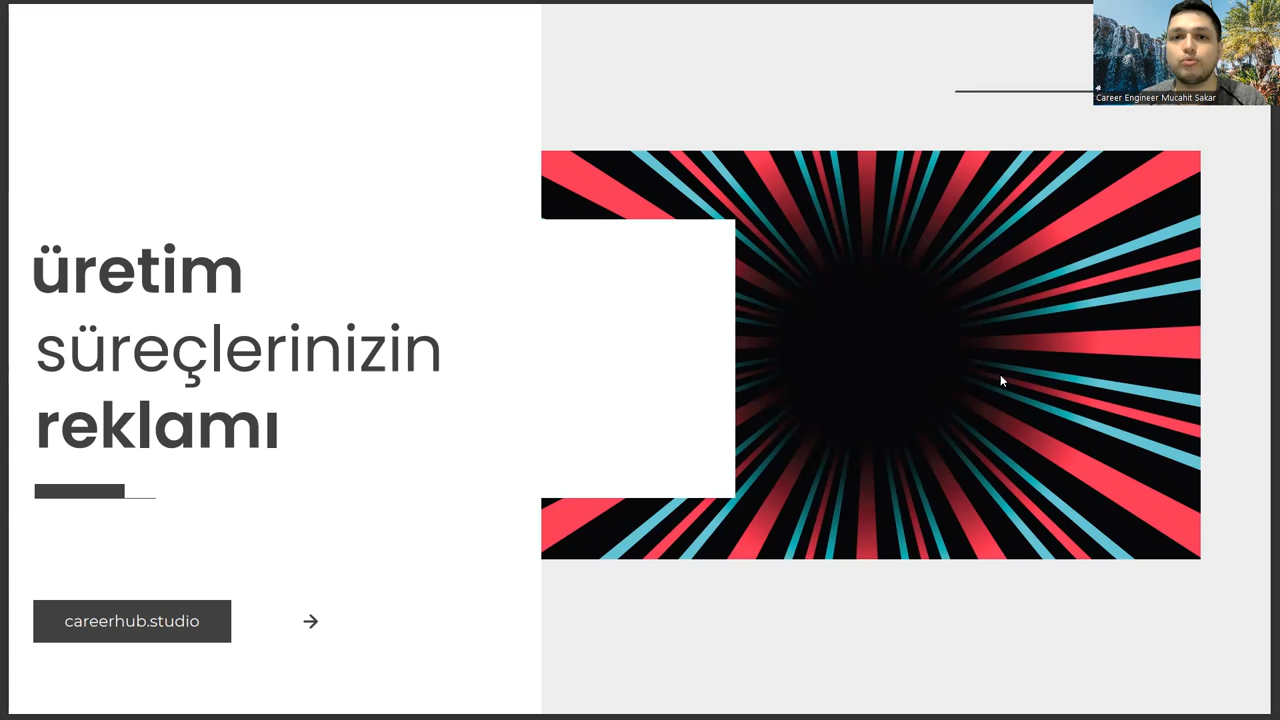 Career Engineer Mucahit Sakar
üretim
süreçlerinizin
reklamı
careerhub.studio